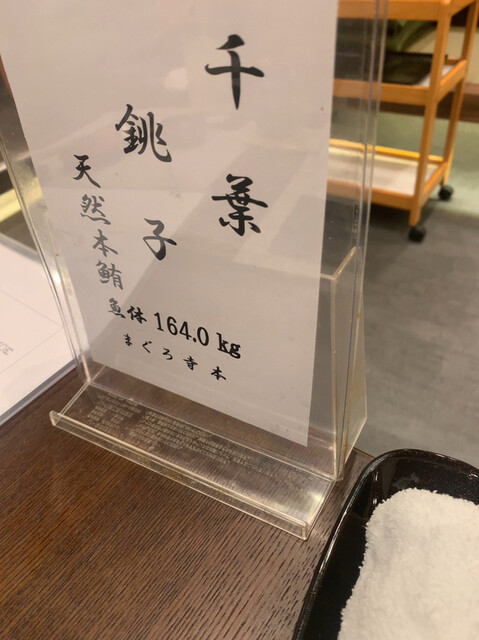 千葉
銚子
天然本鮪
魚体 164.0 kg
まぐろ寺本